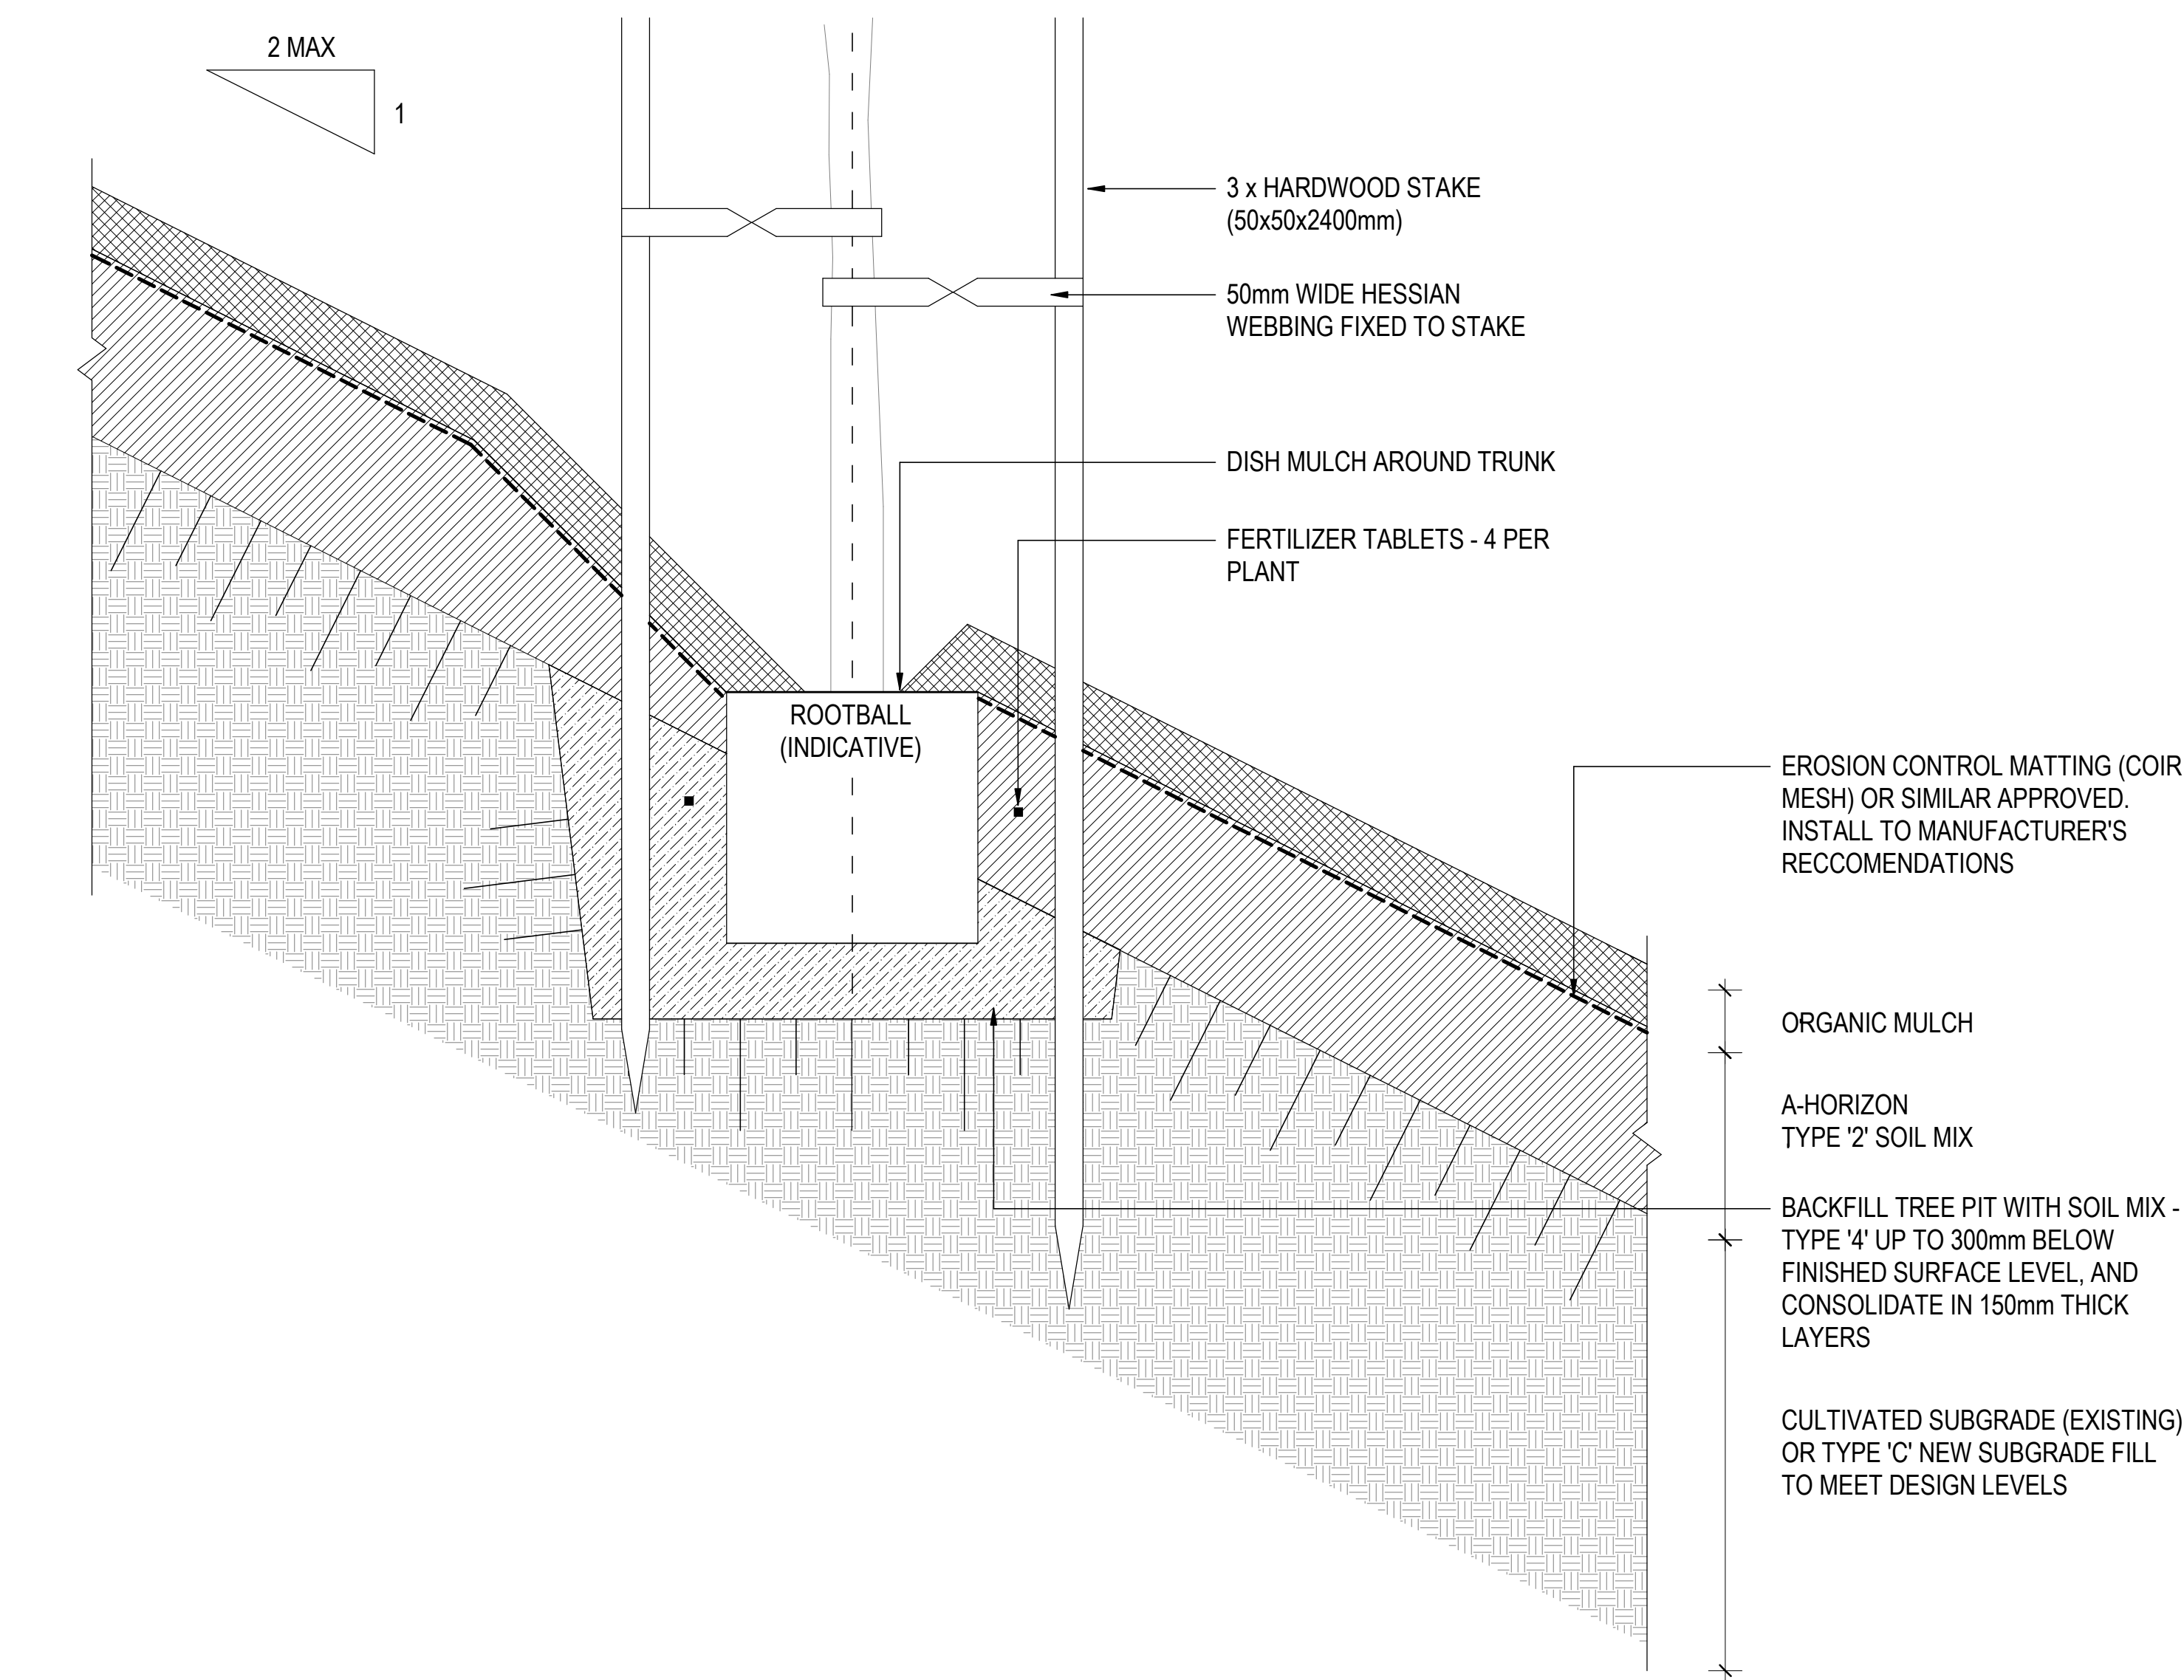 2 MAX
1
3 x HARDWOOD STAKE
(50x50x2400mm)
50mm WIDE HESSIAN
WEBBING FIXED TO STAKE
DISH MULCH AROUND TRUNK
FERTILIZER TABLETS - 4 PER
PLANT
ROOTBALL
(INDICATIVE)
EROSION CONTROL MATTING (COIR
MESH) OR SIMILAR APPROVED.
INSTALL TO MANUFACTURER'S
RECCOMENDATIONS
ORGANIC MULCH
A-HORIZON
TYPE '2' SOIL MIX
BACKFILL TREE PIT WITH SOIL MIX -
TYPE '4' UP TO 300mm BELOW
FINISHED SURFACE LEVEL, AND
CONSOLIDATE IN 150mm THICK
LAYERS
CULTIVATED SUBGRADE (EXISTING)
OR TYPE 'C' NEW SUBGRADE FILL
TO MEET DESIGN LEVELS